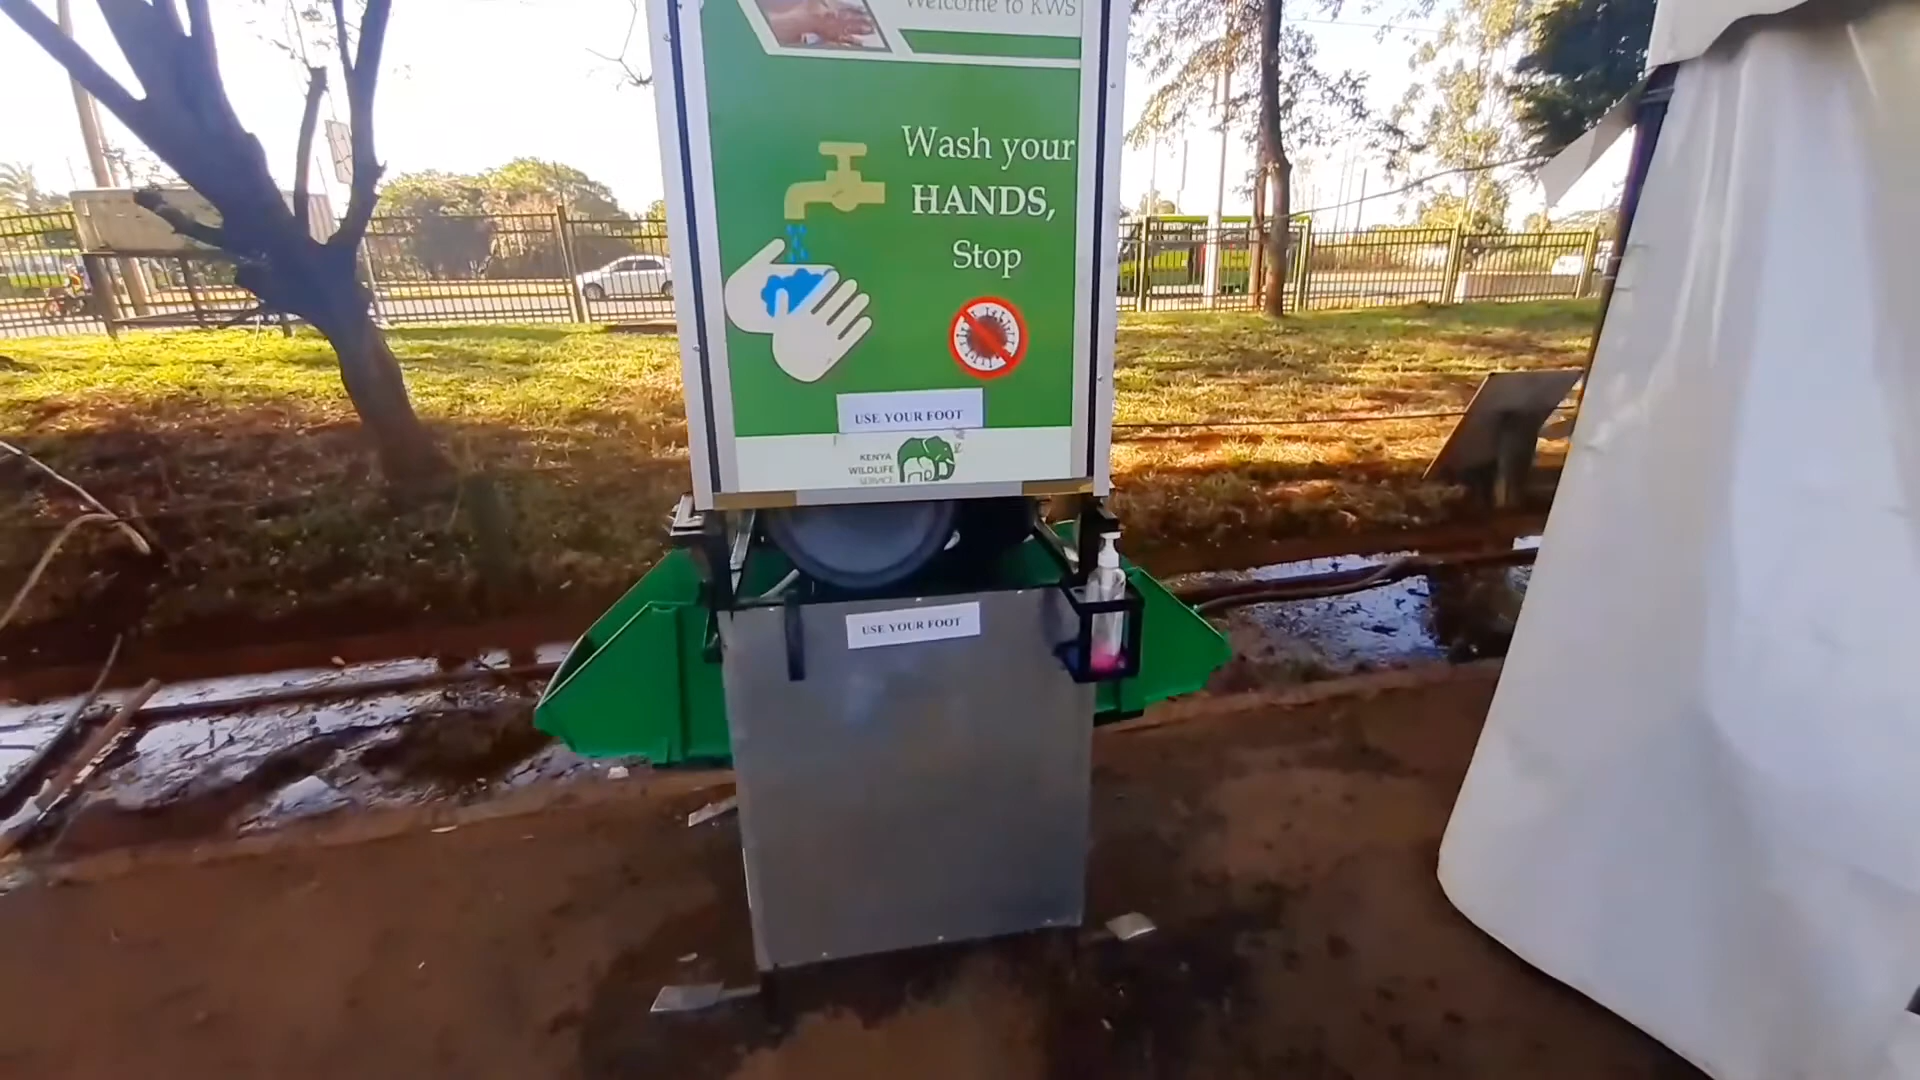 Welcome to KWS
Wash your
HANDS,
Stop
USE YOUR FOOT
KENYA
WILDLIFE
SERVICE
USE YOUR FOOT